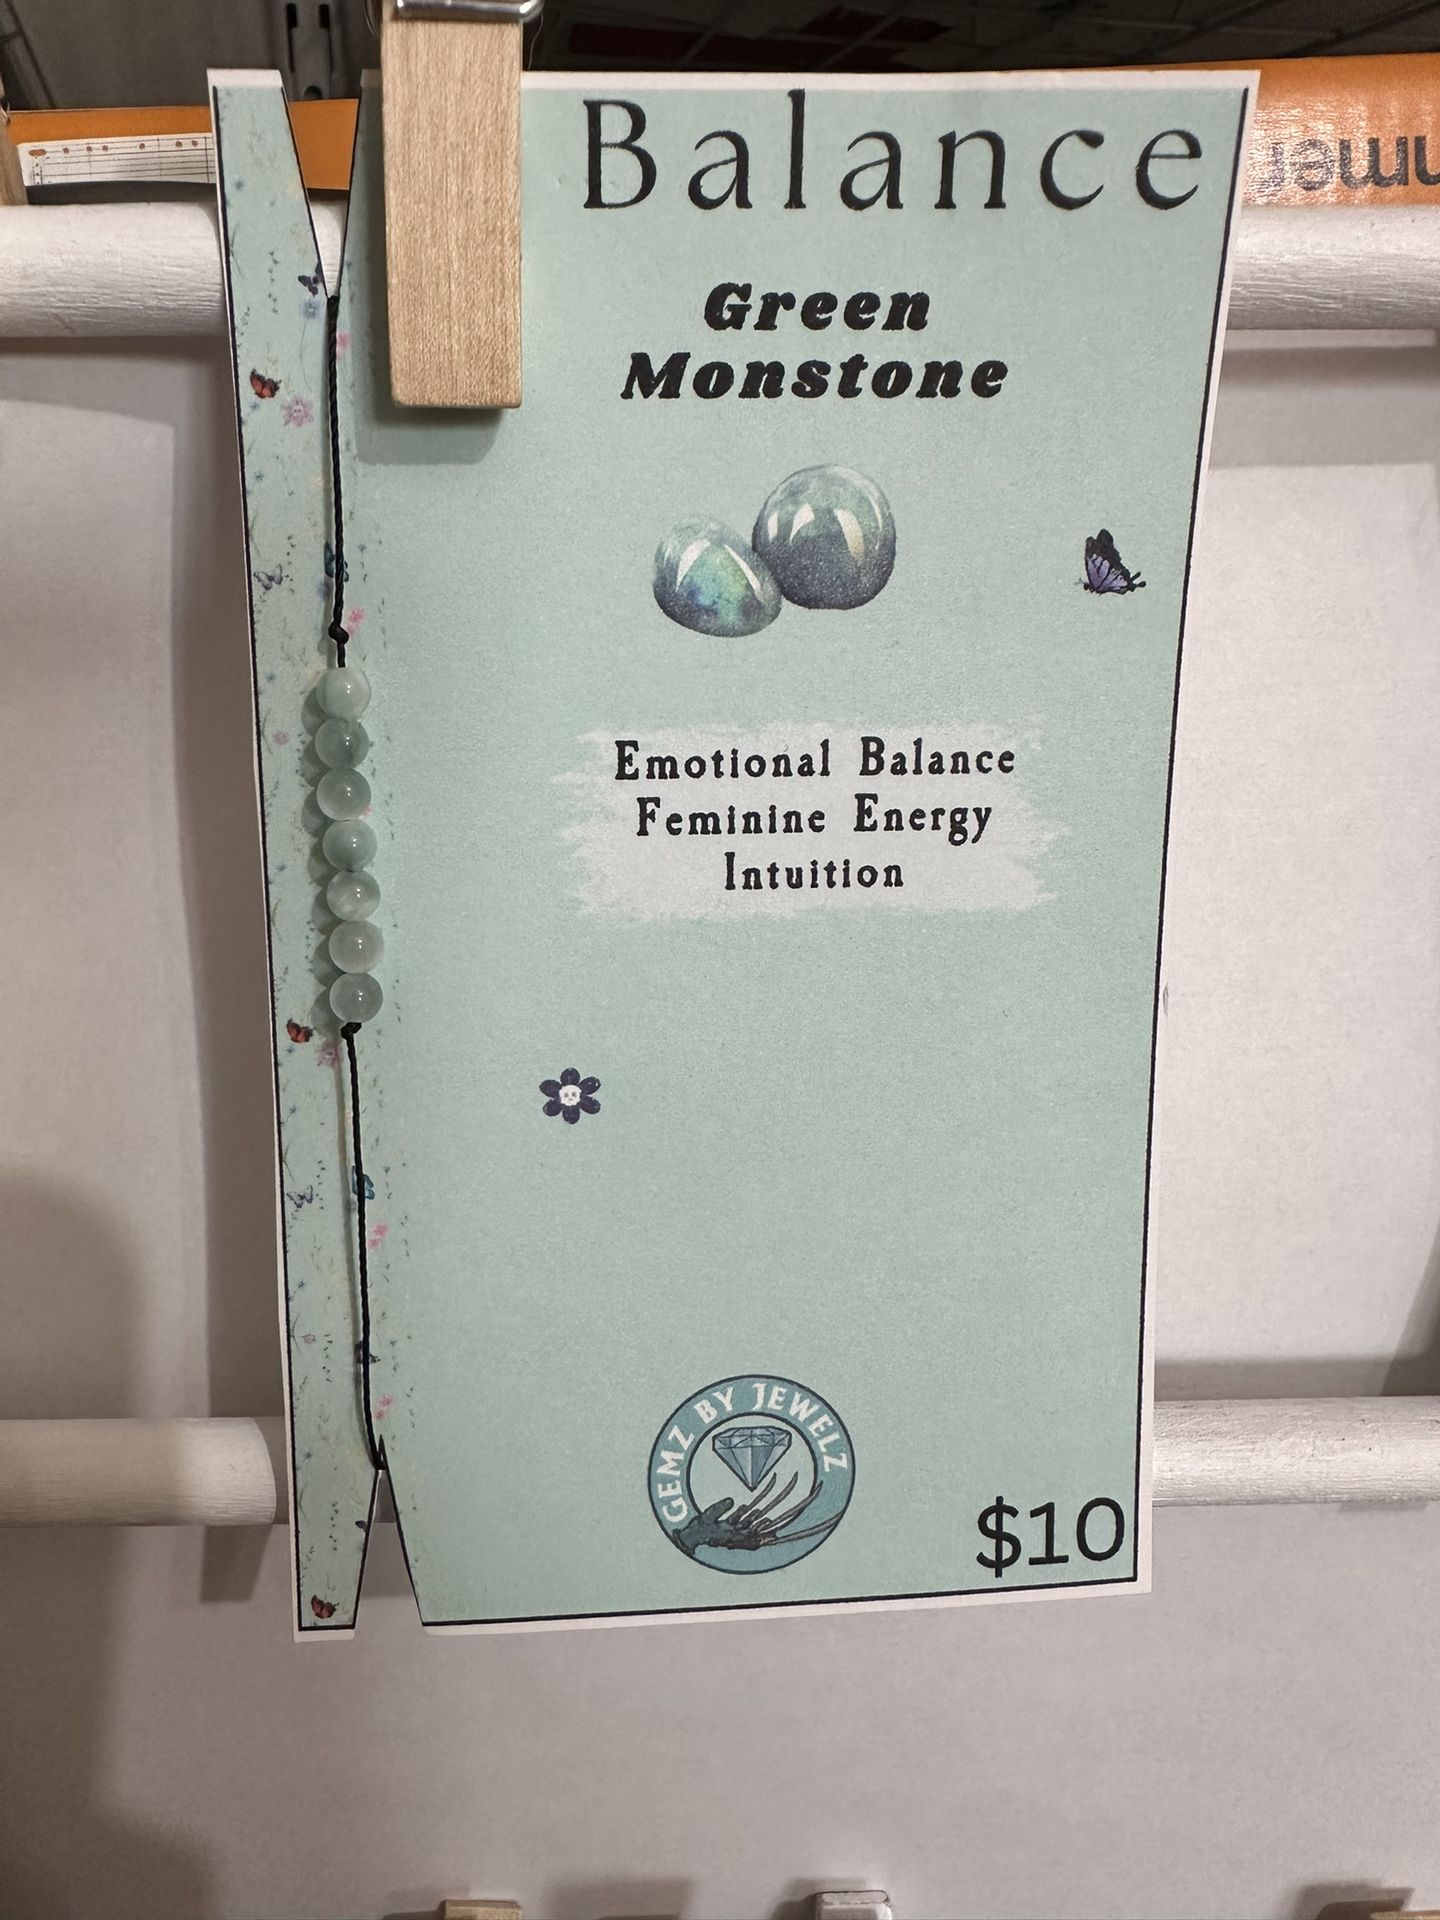 Balance
Green
Monstone
Emotional Balance
Feminine Energy
Intuition
GEMZ BY JEWELZ
$10